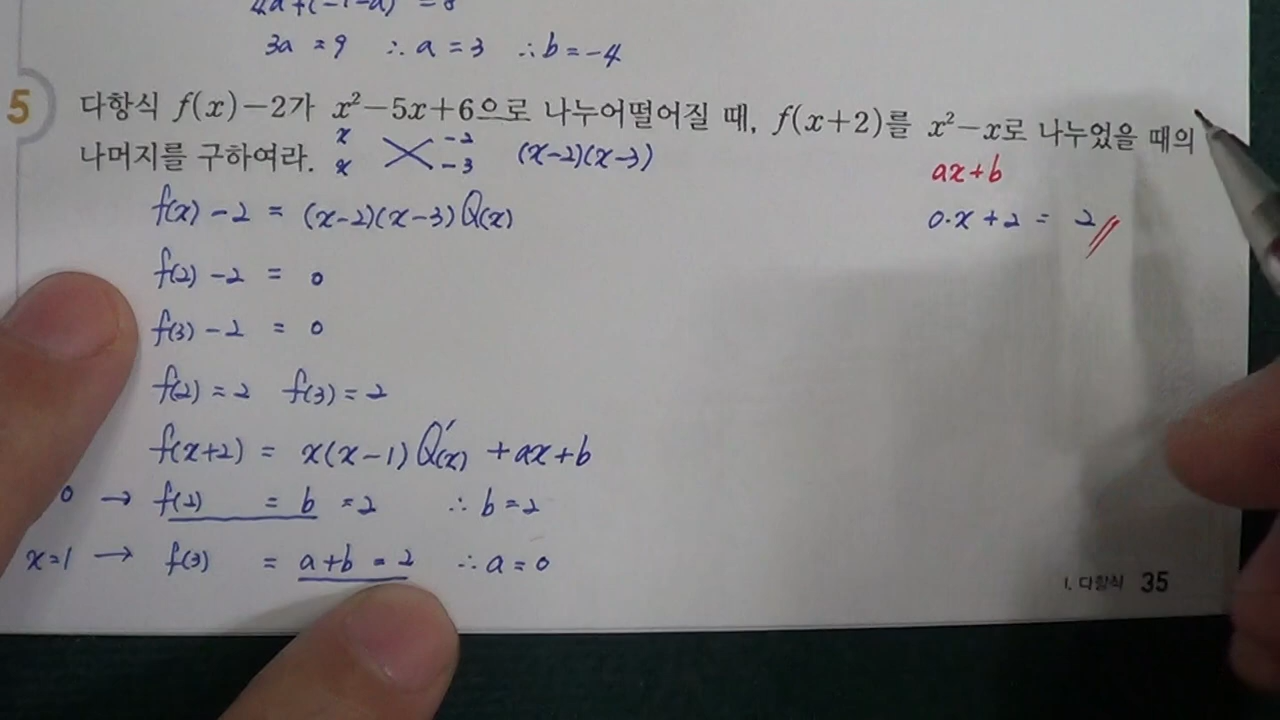 4a+(-1-a) = 8
3a = 9 ∴ a = 3 ∴ b = -4
5 다항식 f(x)-2가 x²-5x+6으로 나누어떨어질 때, f(x+2)를 x²-x로 나누었을 때의
나머지를 구하여라.
x -2
x -3
(x-2)(x-3)
ax+b
0·x+2 = 2
f(x)-2 = (x-2)(x-3)Q(x)
f(2)-2 = 0
f(3)-2 = 0
f(2)=2 f(3)=2
f(x+2) = x(x-1)Q'(x) +ax+b
0 → f(2) = b = 2 ∴ b=2
x=1 → f(3) = a+b = 2 ∴ a=0
I. 다항식 35